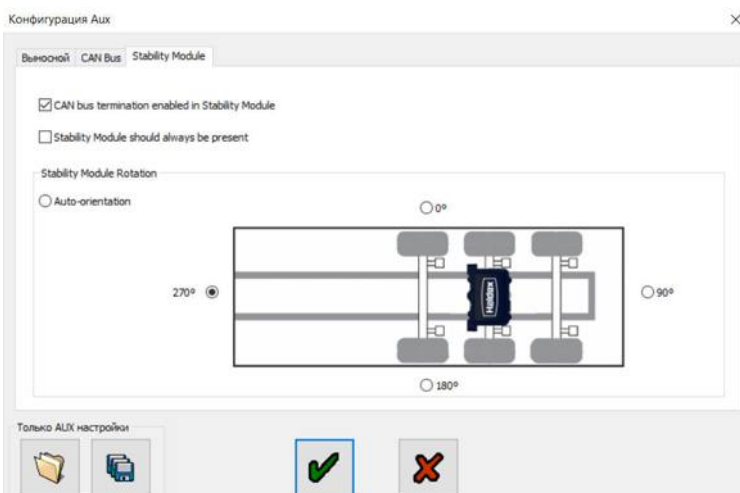 Конфигурация Aux
Выносной CAN Bus Stability Module
CAN bus termination enabled in Stability Module
Stability Module should always be present
Stability Module Rotation
Auto-orientation
0º
270º
90º
Haldex
180º
Только AUX настройки